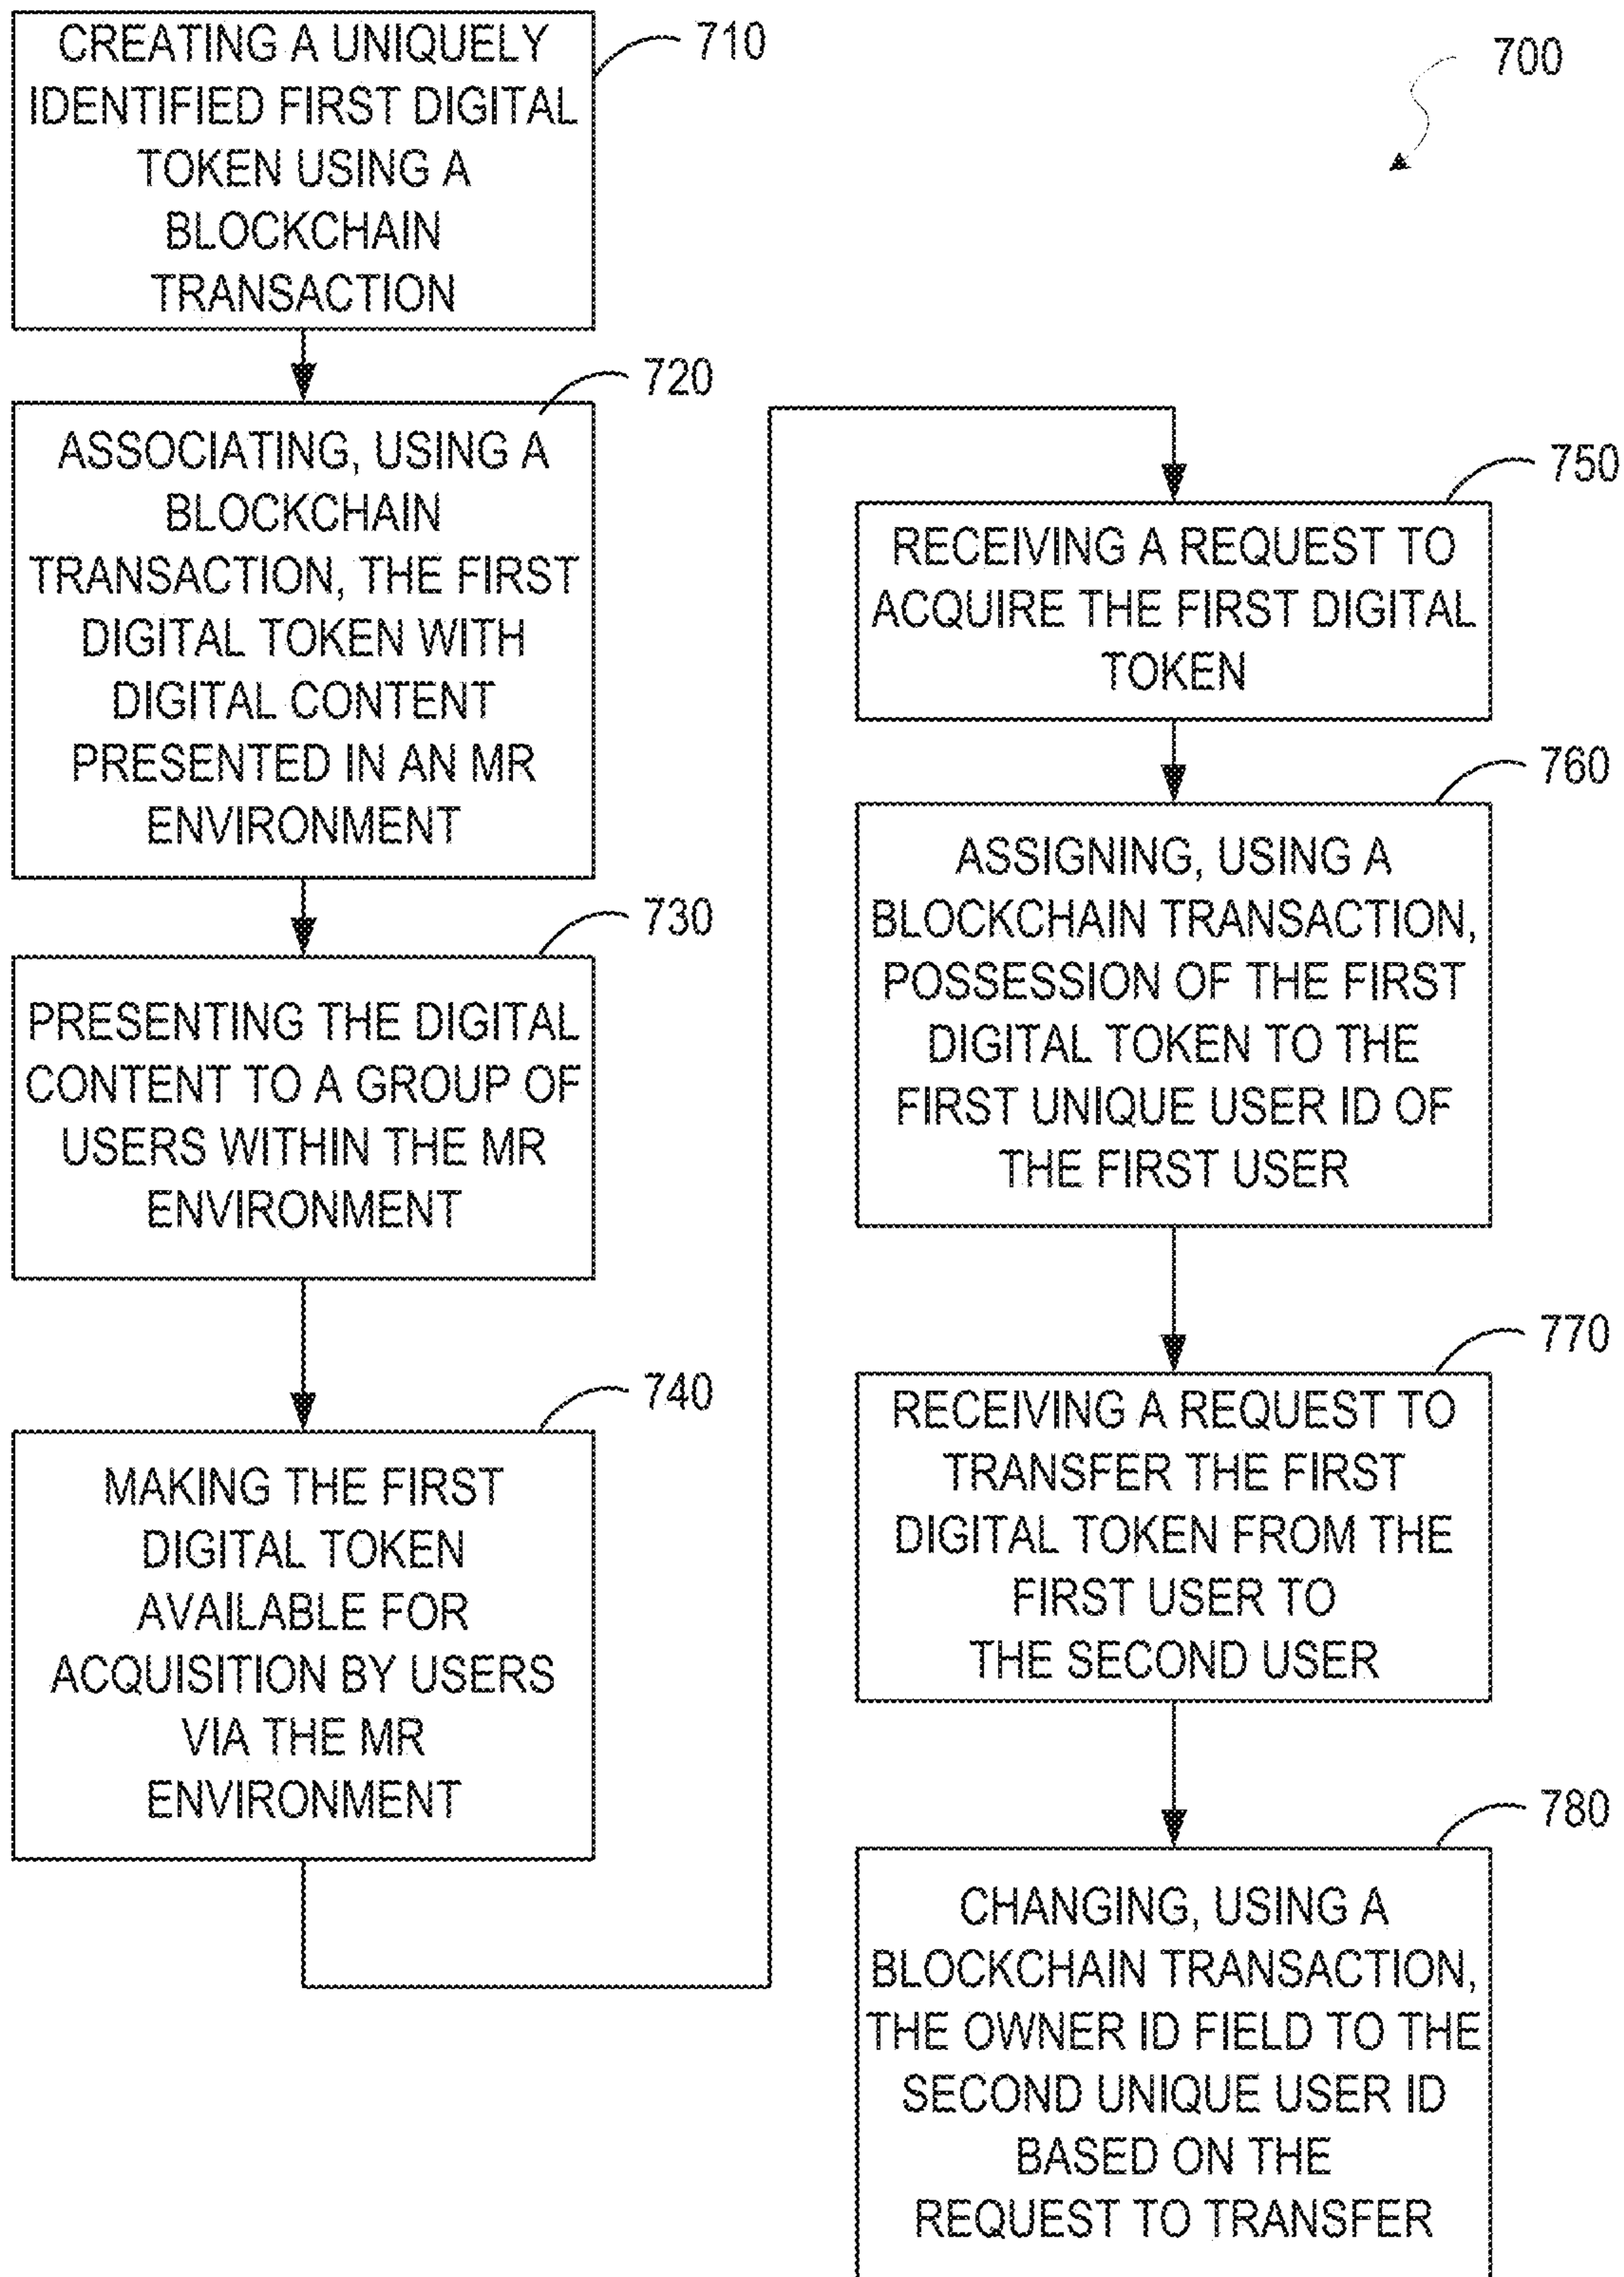 CREATING A UNIQUELY
IDENTIFIED FIRST DIGITAL
TOKEN USING A
BLOCKCHAIN
TRANSACTION
710
700
ASSOCIATING, USING A
BLOCKCHAIN
TRANSACTION, THE FIRST
DIGITAL TOKEN WITH
DIGITAL CONTENT
PRESENTED IN AN MR
ENVIRONMENT
720
PRESENTING THE DIGITAL
CONTENT TO A GROUP OF
USERS WITHIN THE MR
ENVIRONMENT
730
MAKING THE FIRST
DIGITAL TOKEN
AVAILABLE FOR
ACQUISITION BY USERS
VIA THE MR
ENVIRONMENT
740
RECEIVING A REQUEST TO
ACQUIRE THE FIRST DIGITAL
TOKEN
750
ASSIGNING, USING A
BLOCKCHAIN TRANSACTION,
POSSESSION OF THE FIRST
DIGITAL TOKEN TO THE
FIRST UNIQUE USER ID OF
THE FIRST USER
760
RECEIVING A REQUEST TO
TRANSFER THE FIRST
DIGITAL TOKEN FROM THE
FIRST USER TO
THE SECOND USER
770
CHANGING, USING A
BLOCKCHAIN TRANSACTION,
THE OWNER ID FIELD TO THE
SECOND UNIQUE USER ID
BASED ON THE
REQUEST TO TRANSFER
780